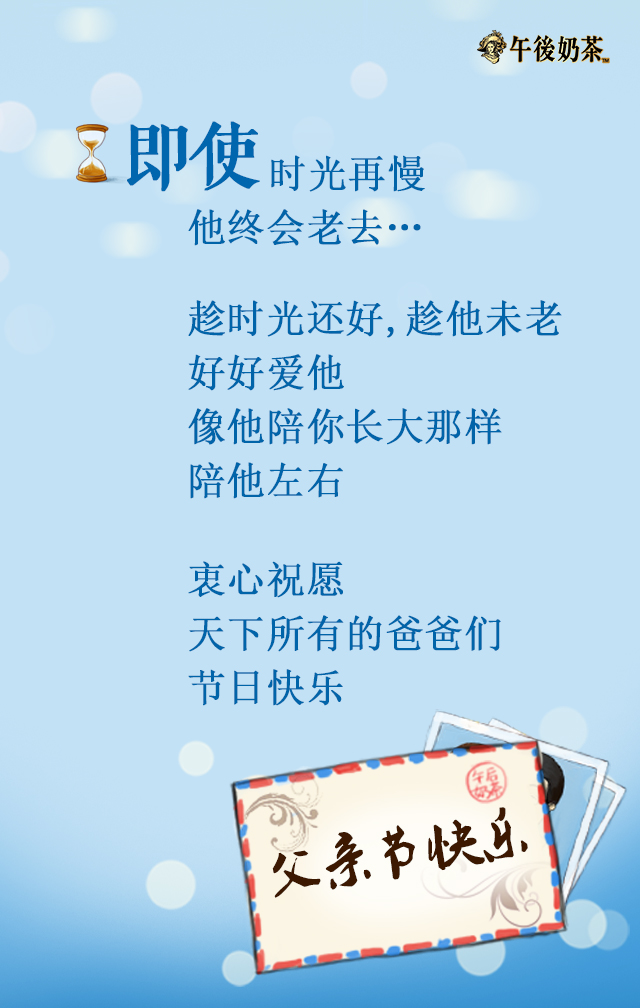 午後奶茶™
即使时光再慢
他终会老去…
趁时光还好,趁他未老
好好爱他
像他陪你长大那样
陪他左右
衷心祝愿
天下所有的爸爸们
节日快乐
午后
奶茶
父亲节快乐